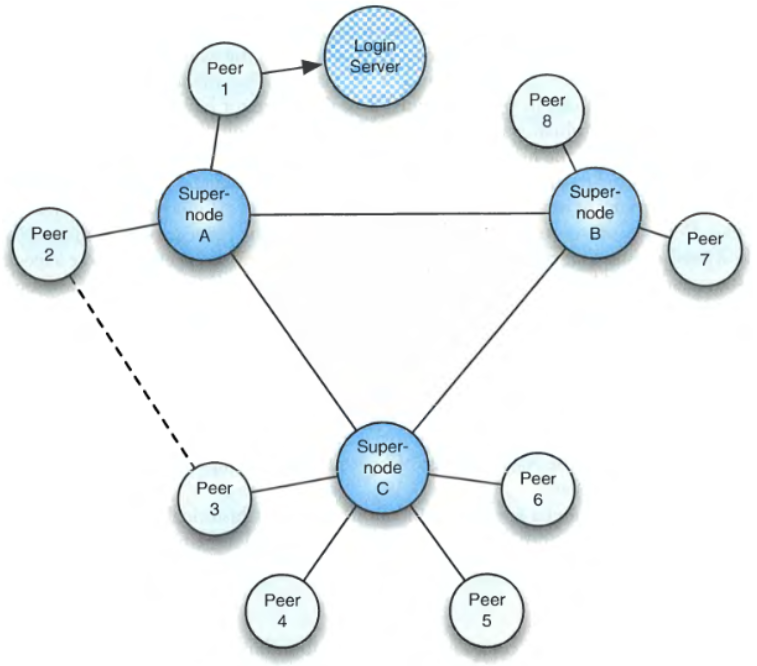 Login
Server
Peer
1
Peer
8
Super-
node
A
Super-
node
B
Peer
2
Peer
7
Super-
node
C
Peer
3
Peer
6
Peer
4
Peer
5